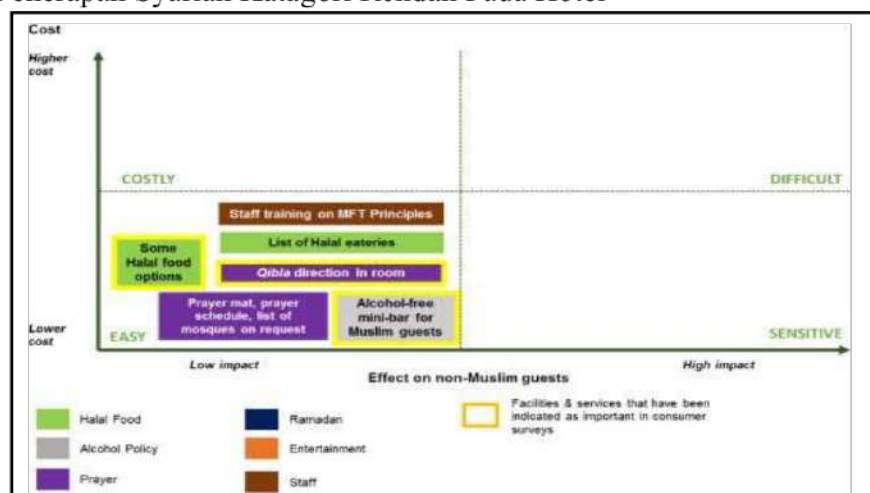 Penerapan Syariah Katagori Rendah Pada Hotel
Cost
Higher
cost
COSTLY
DIFFICULT
Staff training on MFT Principles
List of Halal eateries
Some
Halal food
options
Qibla direction in room
Prayer mat, prayer
schedule, list of
mosques on request
Alcohol-free
mini-bar for
Muslim guests
Lower
cost
EASY
SENSITIVE
Low impact
High impact
Effect on non-Muslim guests
Halal Food
Ramadan
Facilities & services that have been
indicated as important in consumer
surveys
Alcohol Policy
Entertainment
Prayer
Staff